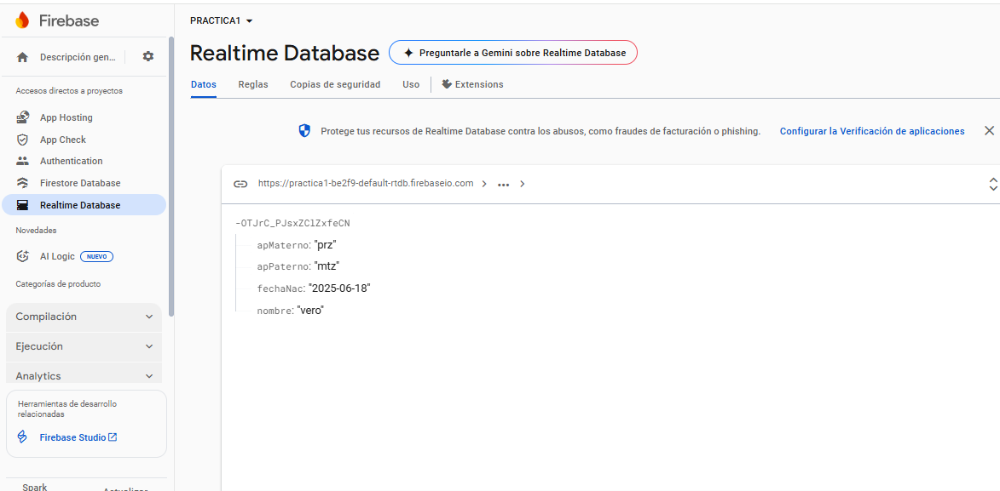 Firebase
Descripción gen...
Accesos directos a proyectos
App Hosting
App Check
Authentication
Firestore Database
Realtime Database
Novedades
AI Logic NUEVO
Categorías de producto
Compilación
Ejecución
Analytics
Herramientas de desarrollo
relacionadas
Firebase Studio
Spark
Actualizar
PRACTICA1
Realtime Database
Preguntarle a Gemini sobre Realtime Database
Datos Reglas Copias de seguridad Uso Extensions
Protege tus recursos de Realtime Database contra los abusos, como fraudes de facturación o phishing. Configurar la Verificación de aplicaciones
https://practica1-be2f9-default-rtdb.firebaseio.com > ... >
-OTJrC_PJsxZClZxfeCN
apMaterno: "prz"
apPaterno: "mtz"
fechaNac: "2025-06-18"
nombre: "vero"